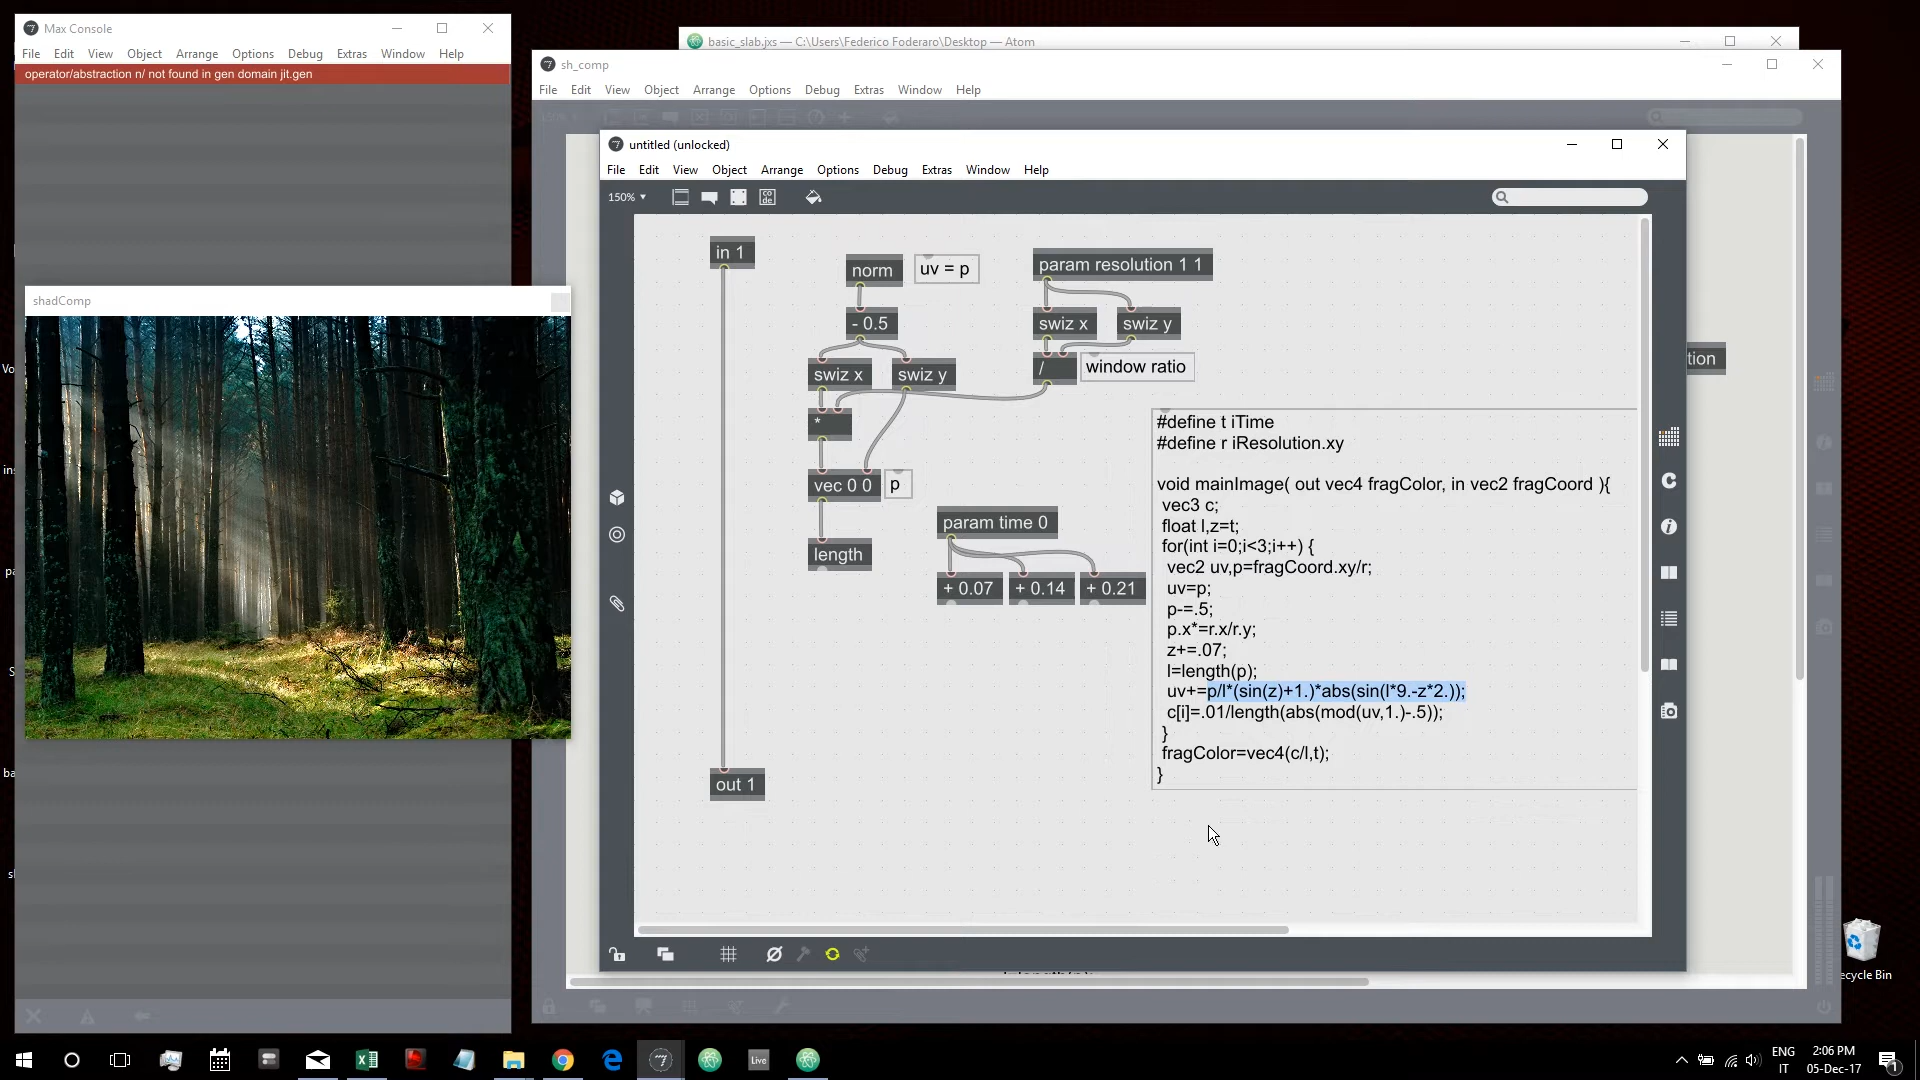 Max Console
File Edit View Object Arrange Options Debug Extras Window Help
operator/abstraction n/ not found in gen domain jit.gen
basic_slab.jxs — C:\Users\Federico Foderaro\Desktop — Atom
sh_comp
File Edit View Object Arrange Options Debug Extras Window Help
untitled (unlocked)
File Edit View Object Arrange Options Debug Extras Window Help
150%
shadComp
in 1
norm
uv = p
param resolution 1 1
- 0.5
swiz x
swiz y
swiz x
swiz y
/
window ratio
*
vec 0 0
p
length
param time 0
+ 0.07
+ 0.14
+ 0.21
out 1
#define t iTime
#define r iResolution.xy
void mainImage( out vec4 fragColor, in vec2 fragCoord ){
vec3 c;
float l,z=t;
for(int i=0;i<3;i++) {
vec2 uv,p=fragCoord.xy/r;
uv=p;
p-=.5;
p.x*=r.x/r.y;
z+=.07;
l=length(p);
uv+=p/l*(sin(z)+1.)*abs(sin(l*9.-z*2.));
c[i]=.01/length(abs(mod(uv,1.)-.5));
}
fragColor=vec4(c/l,t);
}
tion
ecycle Bin
Live
ENG
IT
2:06 PM
05-Dec-17
1